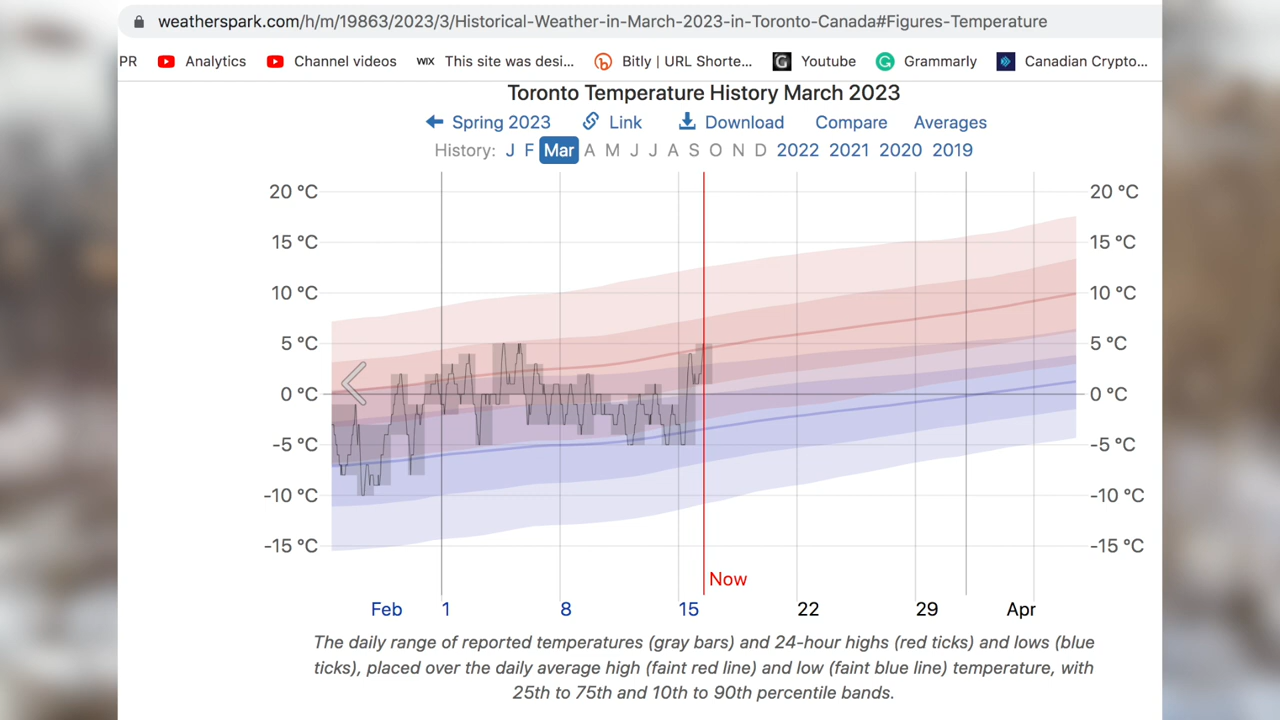 weatherspark.com/h/m/19863/2023/3/Historical-Weather-in-March-2023-in-Toronto-Canada#Figures-Temperature
PR Analytics Channel videos WIX This site was desi... Bitly | URL Shorte... Youtube Grammarly Canadian Crypto...
Toronto Temperature History March 2023
Spring 2023 Link Download Compare Averages
History: J F Mar A M J J A S O N D 2022 2021 2020 2019
20 °C 20 °C
15 °C 15 °C
10 °C 10 °C
5 °C 5 °C
0 °C 0 °C
-5 °C -5 °C
-10 °C -10 °C
-15 °C -15 °C
Now
Feb 1 8 15 22 29 Apr
The daily range of reported temperatures (gray bars) and 24-hour highs (red ticks) and lows (blue
ticks), placed over the daily average high (faint red line) and low (faint blue line) temperature, with
25th to 75th and 10th to 90th percentile bands.